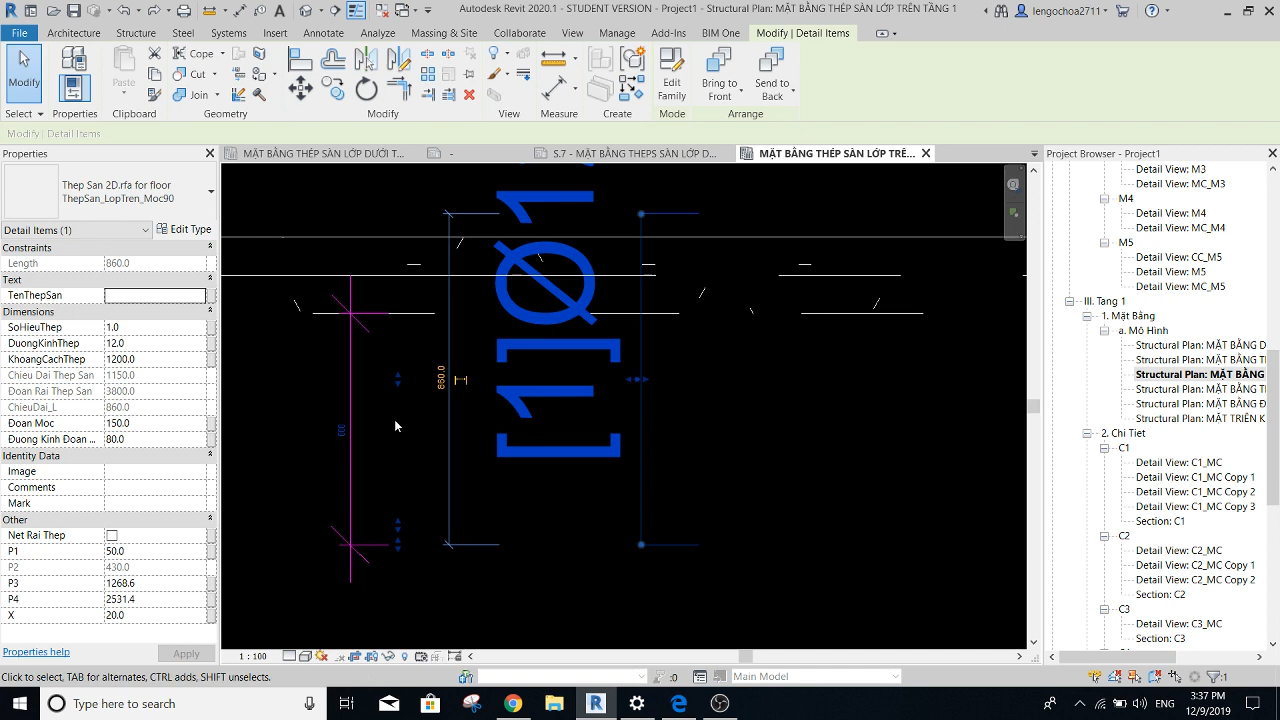 Autodesk Revit 2020.1 - STUDENT VERSION - Project1 - Structural Plan: MẶT BẰNG THÉP SÀN LỚP TRÊN TẦNG 1
lengochoa2711
File Architecture Structure Steel Systems Insert Annotate Analyze Massing & Site Collaborate View Manage Add-Ins BIM One Modify | Detail Items
Modify Paste Cope Cut Join Edit Family Bring to Front Send to Back
Select Properties Clipboard Geometry Modify View Measure Create Mode Arrange
Modify | Detail Items
Properties
MẶT BẰNG THÉP SÀN LỚP DƯỚI T...
-
S.7 - MẶT BẰNG THEPS LỚP D...
MẶT BẰNG THÉP SÀN LỚP TRÊ...
Project Browser - Project1
Thep San 2D.rfa for floor
ThepSan_LopTren_Moc90
Detail Items (1) Edit Type
Constraints
Length 860.0
Text
TenThepSan
Dimensions
SoHieuThep 1.0
DuongKinhThep 12.0
KhoangCachThep 1200.0
Chieu Dai Thep San 1150.0
Doan Rai Thep San 3800.0
ChieuDai_L 860.0
Doan Moc 150.0
Duong Kinh Doan ... 80.0
Identity Data
Image
Comments
Mark
Other
Net Rai Thep
P1 50.0
P2 430.0
P3 1268.6
P4 2531.4
X 20.0
Properties help Apply
860.0
600
[1]Ø1
Detail View: M3
Detail View: MC_M3
M4
Detail View: M4
Detail View: MC_M4
M5
Detail View: CC_M5
Detail View: M5
Detail View: MC_M5
III. Tang 1
1. Mặt Bằng
a. Mô Hình
Structural Plan: MẶT BẰNG D
Structural Plan: MẶT BẰNG T
Structural Plan: MẶT BẰNG
Structural Plan: MẶT BẰNG T
Structural Plan: MẶT BẰNG Đ
Structural Plan: MẶT TRIÊN K
2. Chi Tiet
C1
Detail View: C1_MC
Detail View: C1_MC Copy 1
Detail View: C1_MC Copy 2
Detail View: C1_MC Copy 3
Section: C1
C2
Detail View: C2_MC
Detail View: C2_MC Copy 1
Detail View: C2_MC Copy 2
Section: C2
C3
Detail View: C3_MC
Section: C3
1 : 100
Click to select, TAB for alternates, CTRL adds, SHIFT unselects.
:0 Main Model :1
Type here to search
3:37 PM
12/9/2019